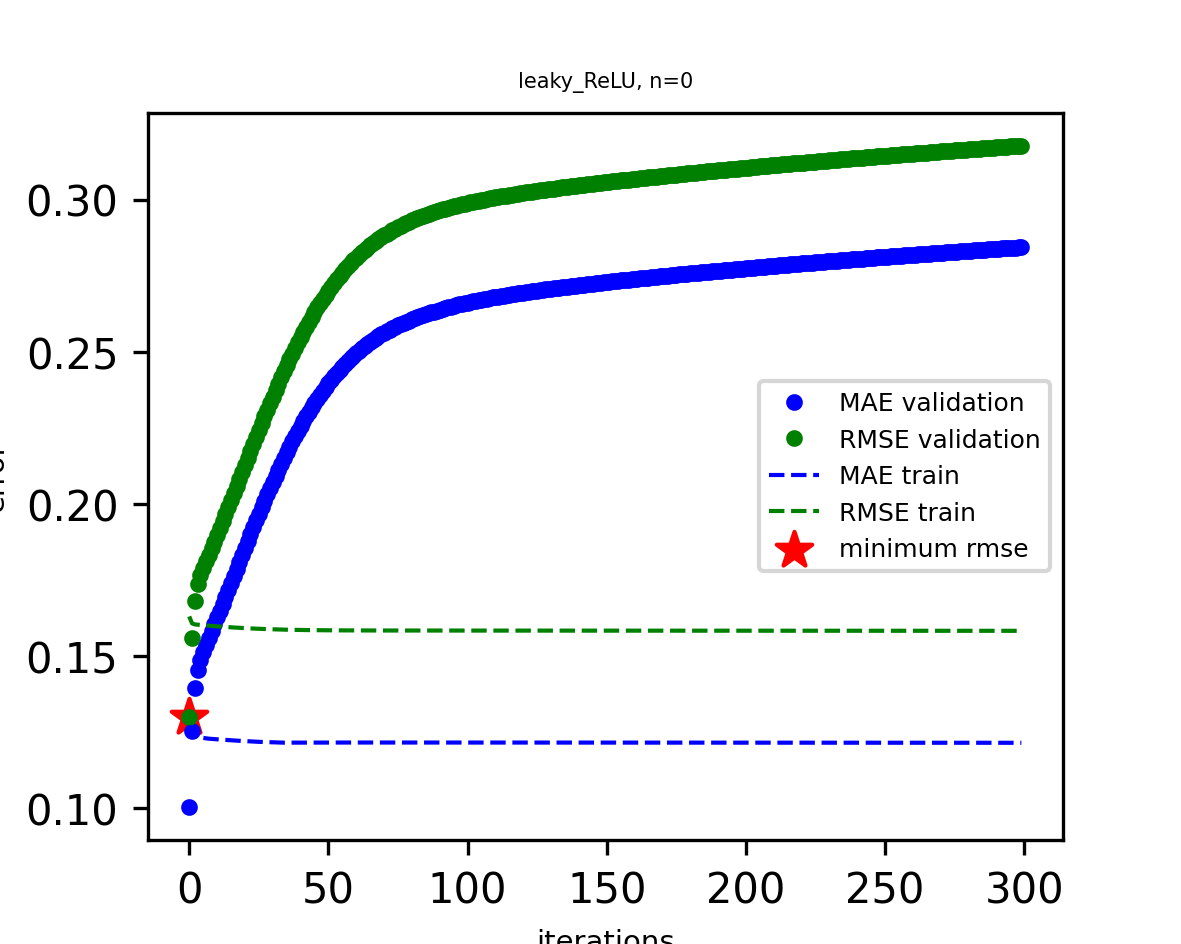 leaky_ReLU, n=0
0.30
0.25
0.20
0.15
0.10
MAE validation
RMSE validation
MAE train
RMSE train
minimum rmse
0 50 100 150 200 250 300
iterations